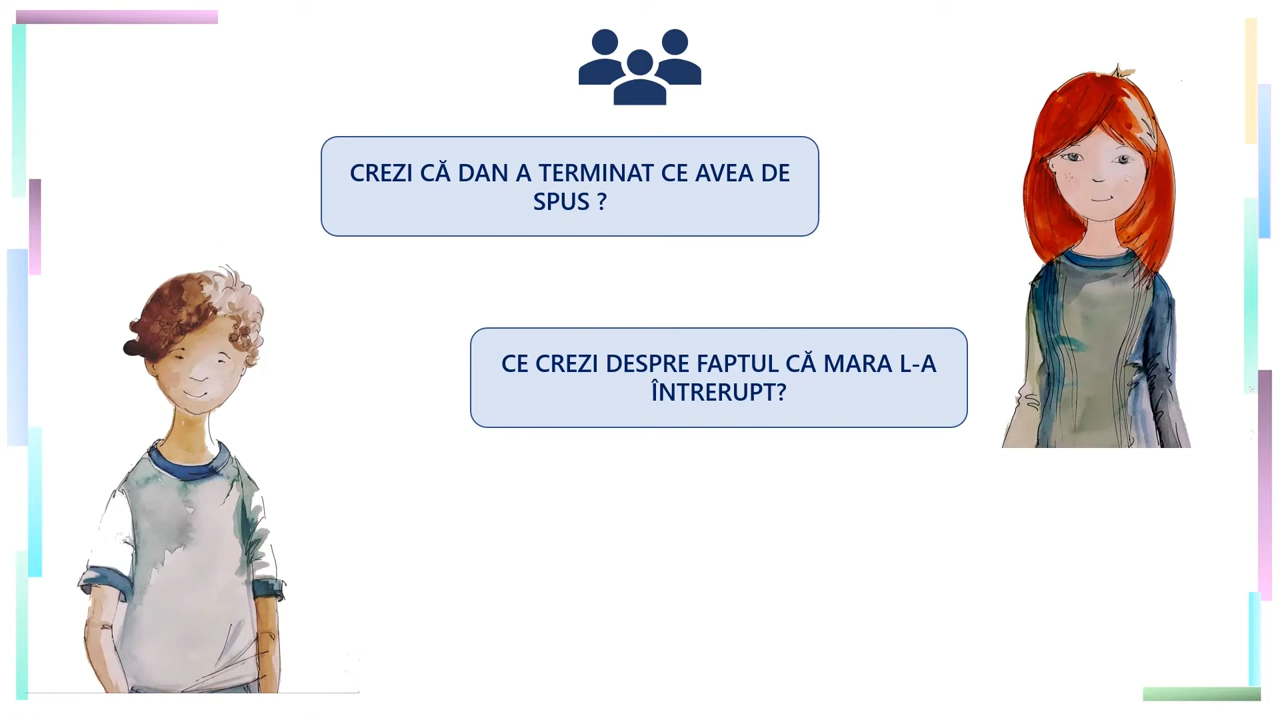 CREZI CĂ DAN A TERMINAT CE AVEA DE
SPUS ?
CE CREZI DESPRE FAPTUL CĂ MARA L-A
ÎNTRERUPT?